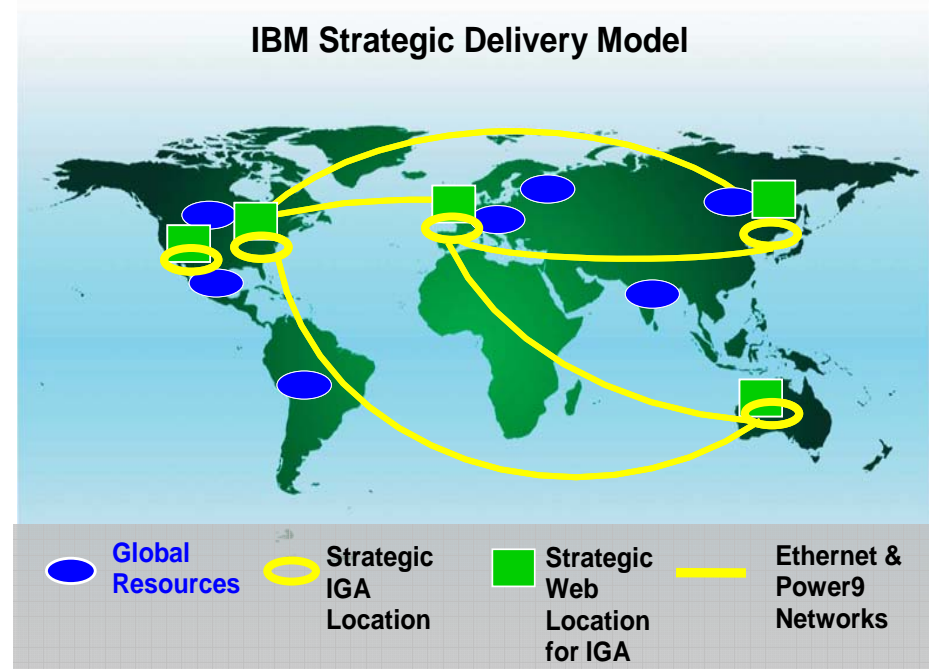 IBM Strategic Delivery Model
Global
Resources
Strategic
IGA
Location
Strategic
Web
Location
for IGA
Ethernet &
Power9
Networks